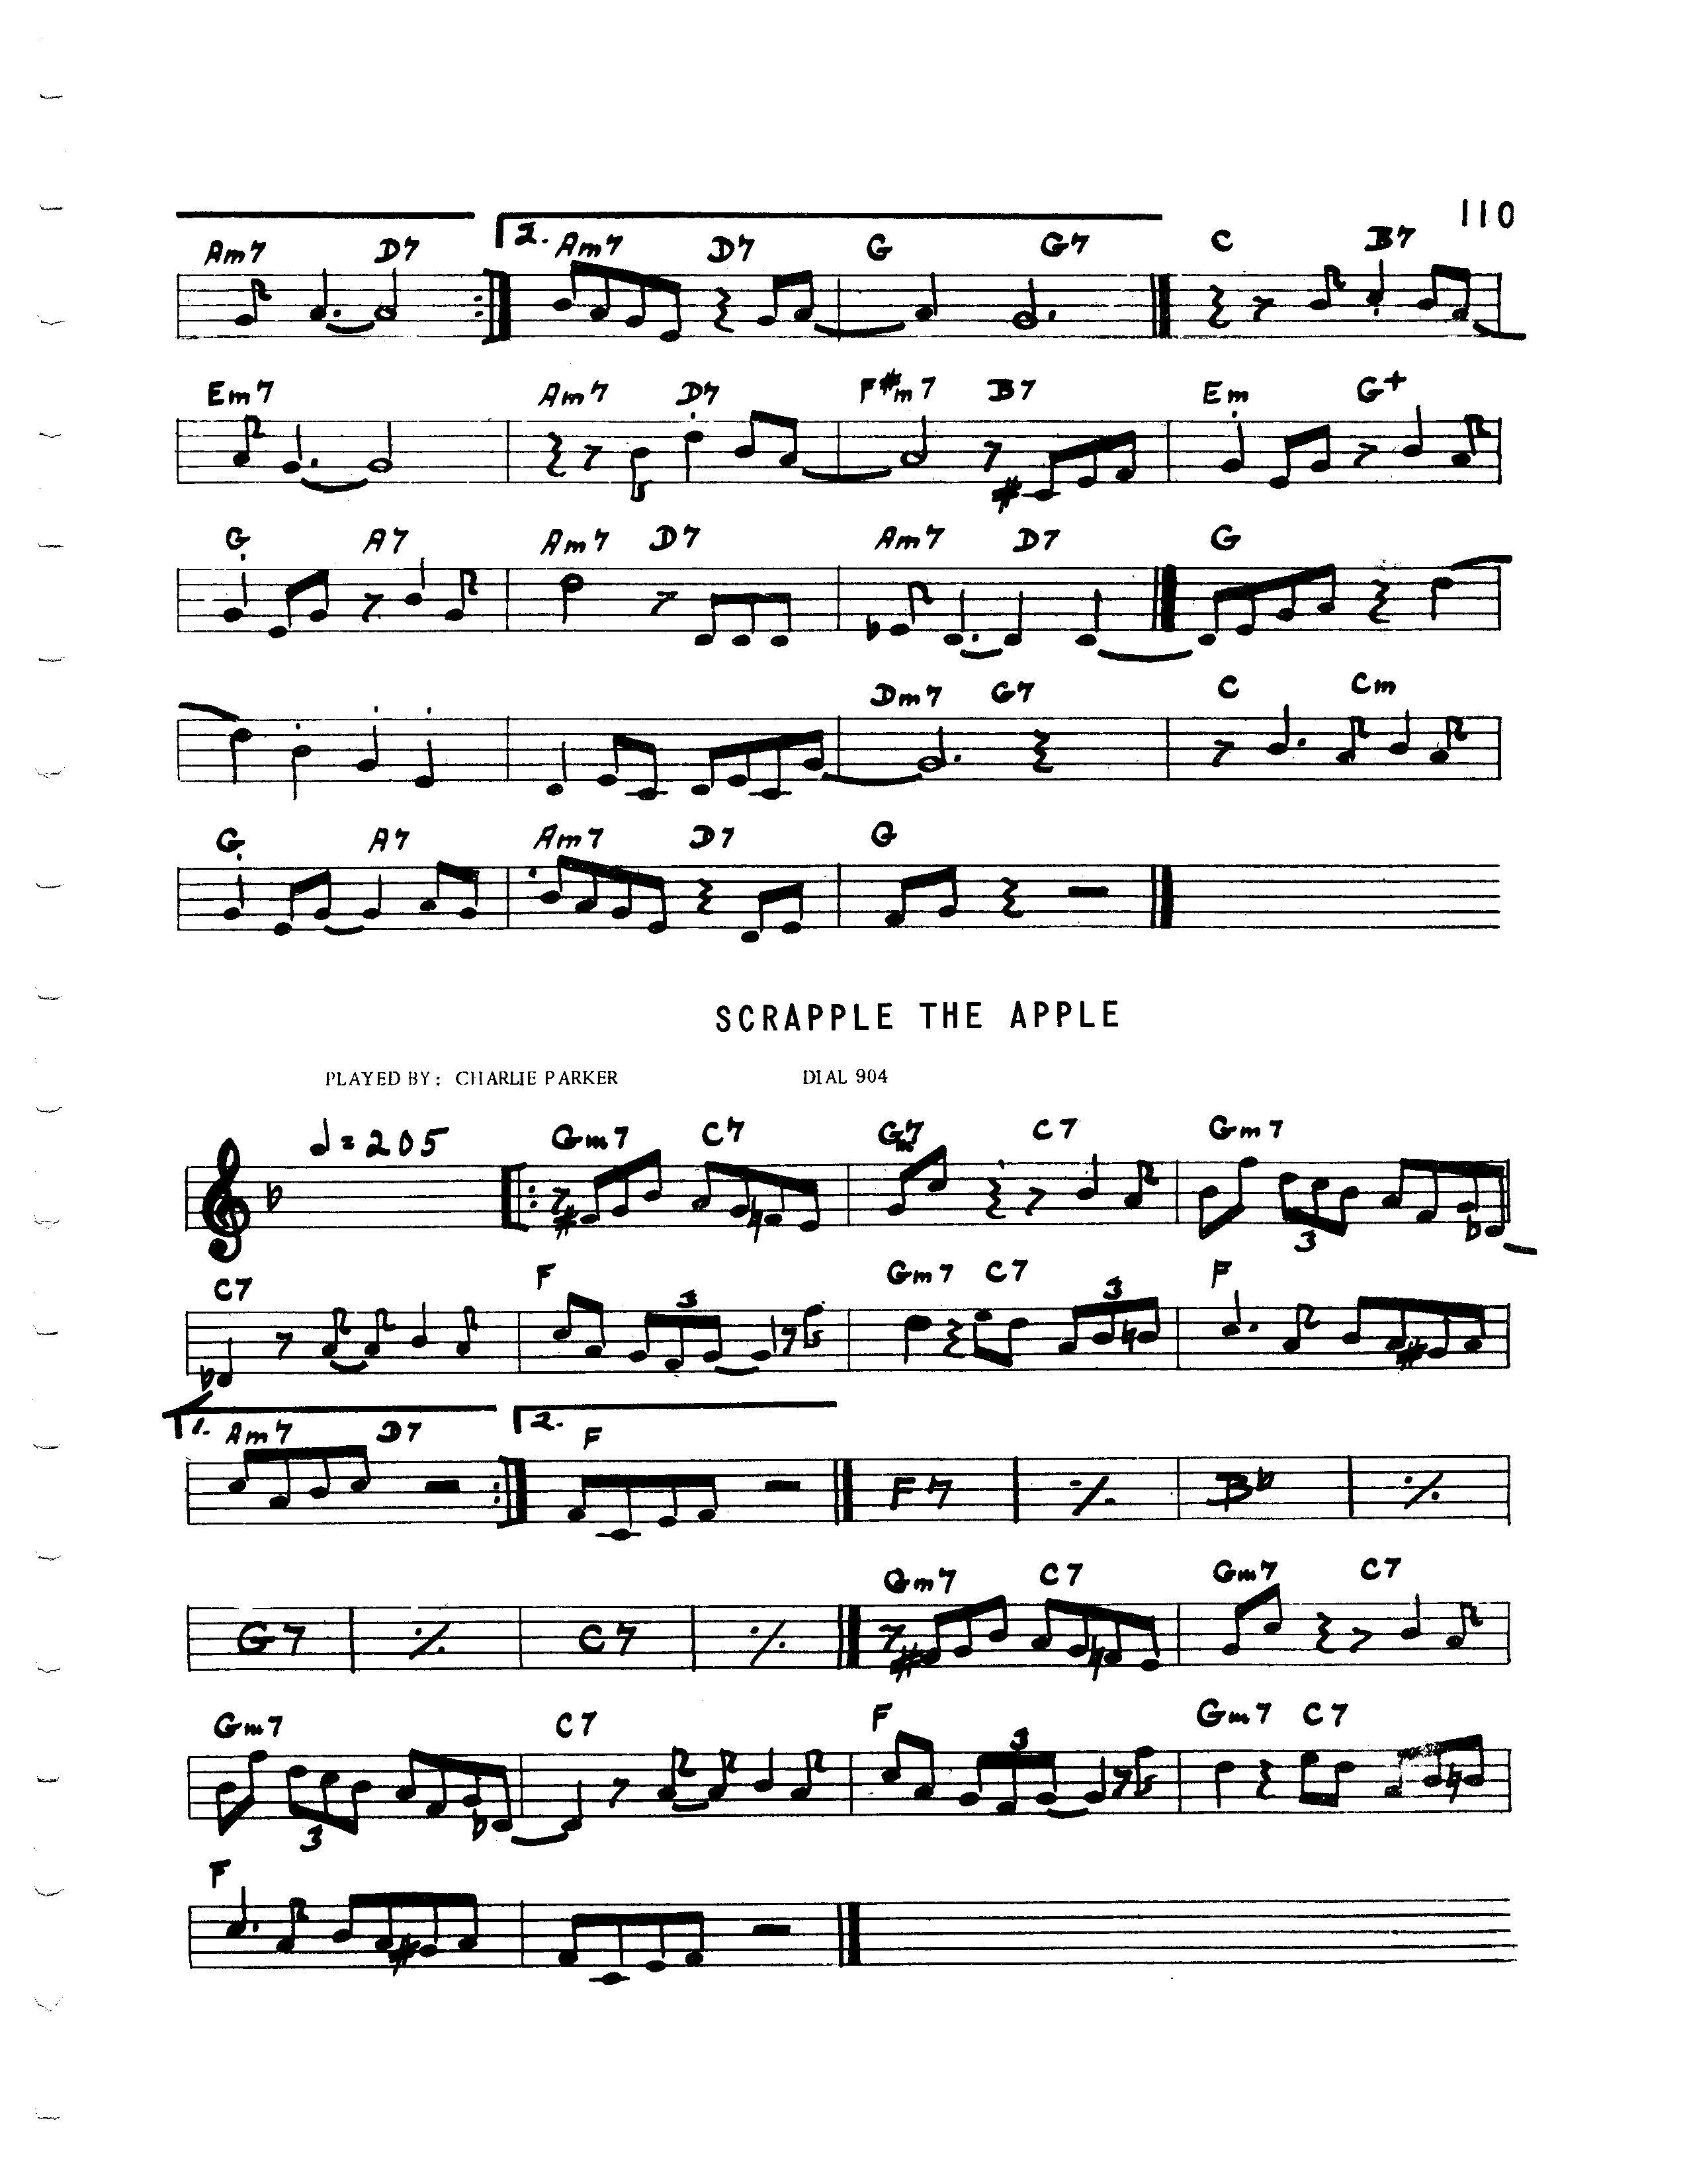 110
2.
Am7 D7 Am7 D7 G G7 C B7
Em7 Am7 D7 F#m7 B7 Em G+
G A7 Am7 D7 Am7 D7 G
Dm7 G7 C Cm
G A7 Am7 D7 G
SCRAPPLE THE APPLE
PLAYED BY: CHARLIE PARKER DIAL 904
♩=205 Gm7 C7 Gm7 C7 Gm7
3
C7 F Gm7 C7 F
3 3
1. Am7 D7 2. F
F7 ٪ B♭ ٪
Gm7 C7 Gm7 C7
G7 ٪ C7 ٪
Gm7 C7 F Gm7 C7
3 3
F